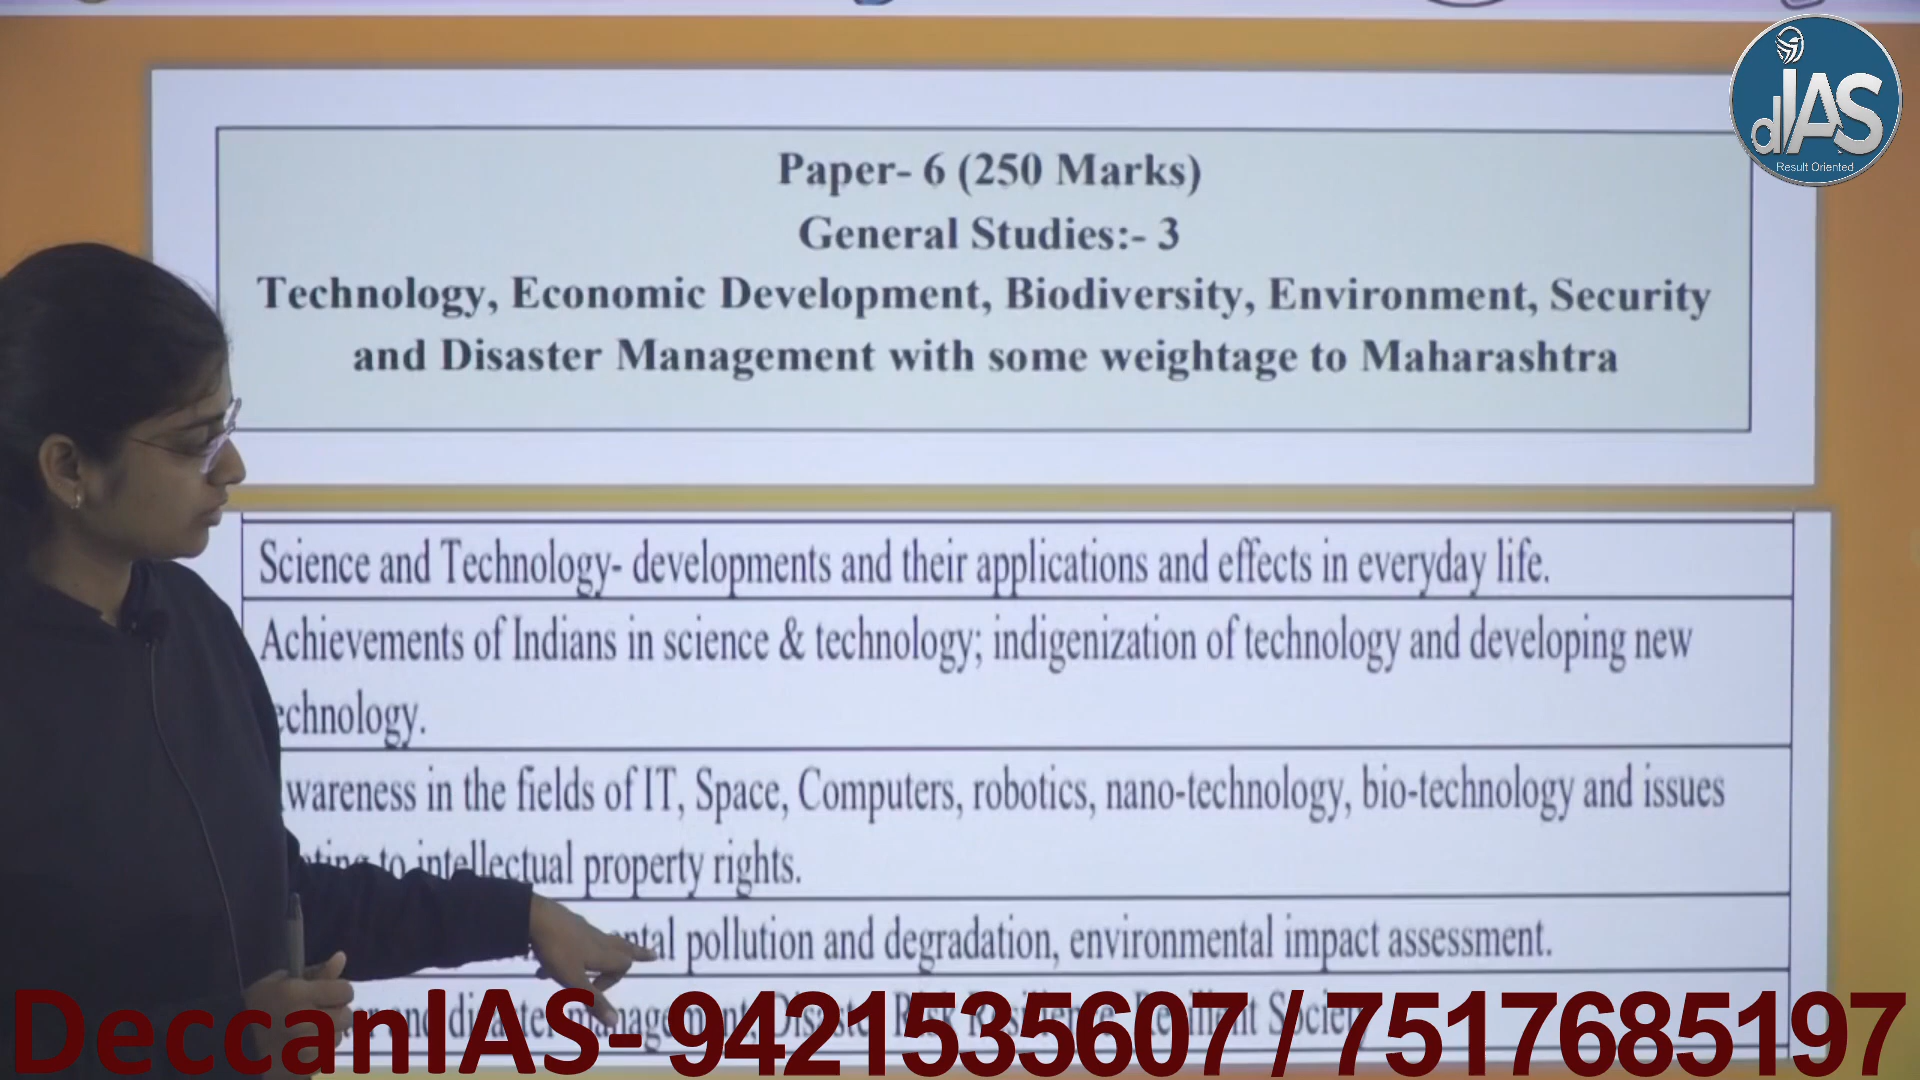 dIAS
Result Oriented
Paper- 6 (250 Marks)
General Studies:- 3
Technology, Economic Development, Biodiversity, Environment, Security
and Disaster Management with some weightage to Maharashtra
Science and Technology- developments and their applications and effects in everyday life.
Achievements of Indians in science & technology; indigenization of technology and developing new
echnology.
wareness in the fields of IT, Space, Computers, robotics, nano-technology, bio-technology and issues
to intellectual property rights.
pollution and degradation, environmental impact assessment.
DeccanIAS- 9421535607 / 7517685197